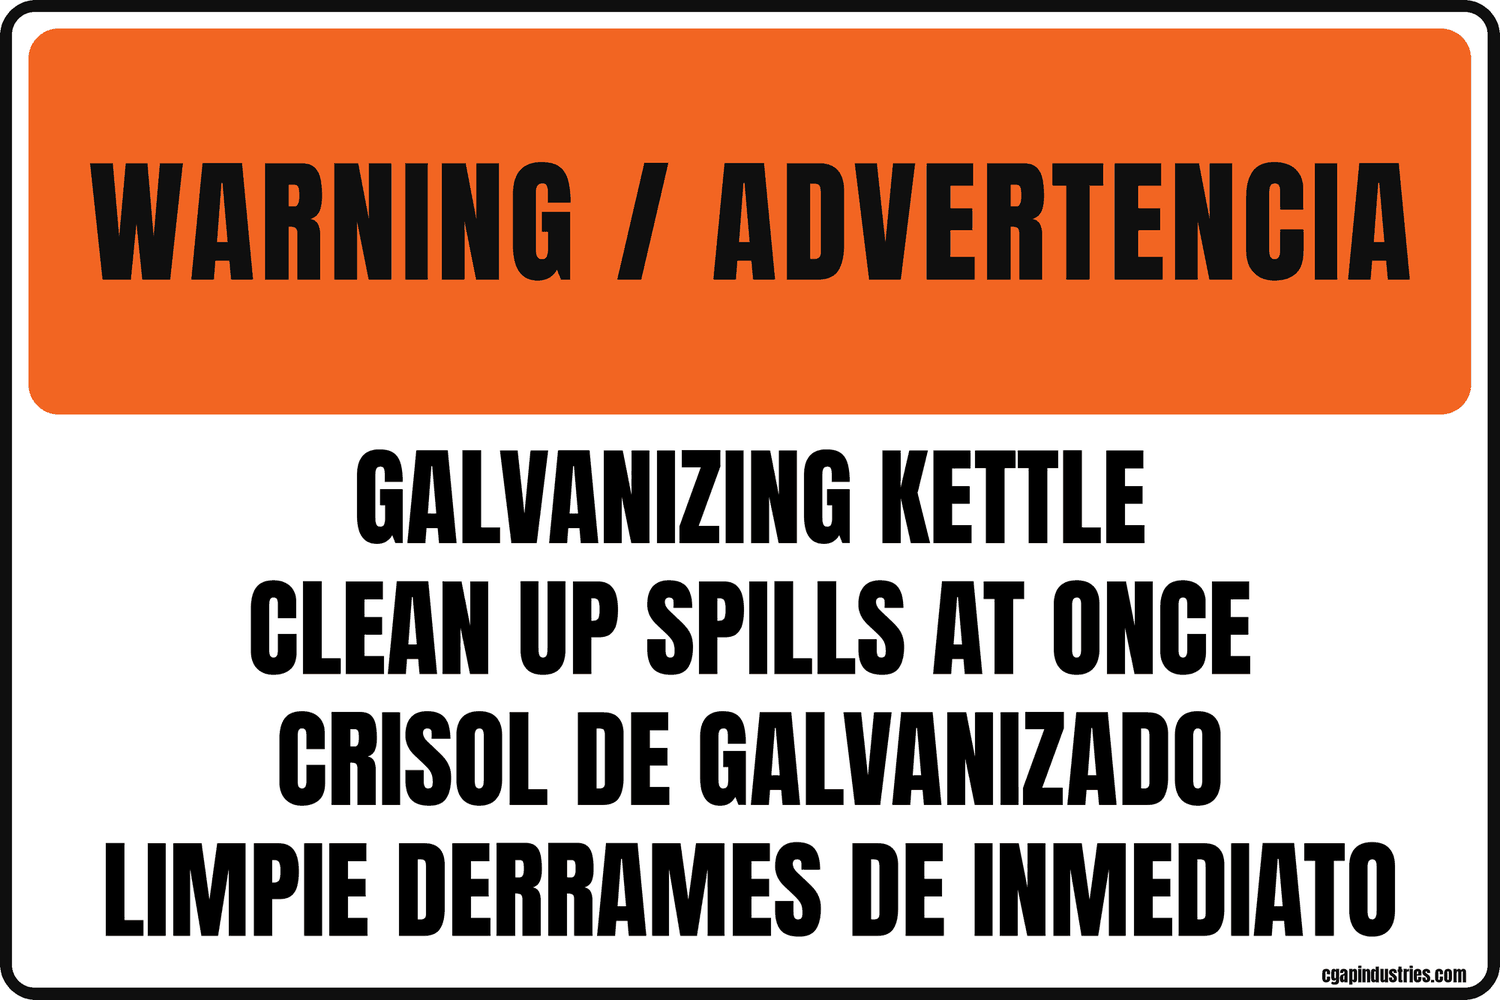 WARNING / ADVERTENCIA
GALVANIZING KETTLE
CLEAN UP SPILLS AT ONCE
CRISOL DE GALVANIZADO
LIMPIE DERRAMES DE INMEDIATO
cgapindustries.com